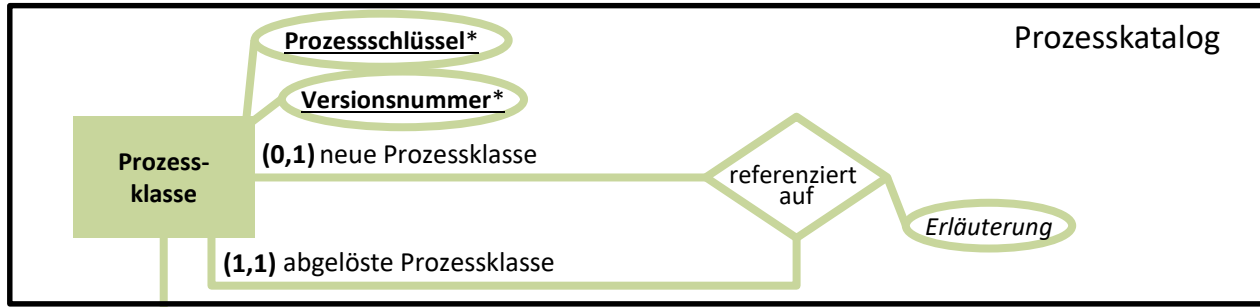 Prozessschlüssel*
Prozesskatalog
Versionsnummer*
Prozess-
klasse
(0,1) neue Prozessklasse
referenziert
auf
Erläuterung
(1,1) abgelöste Prozessklasse